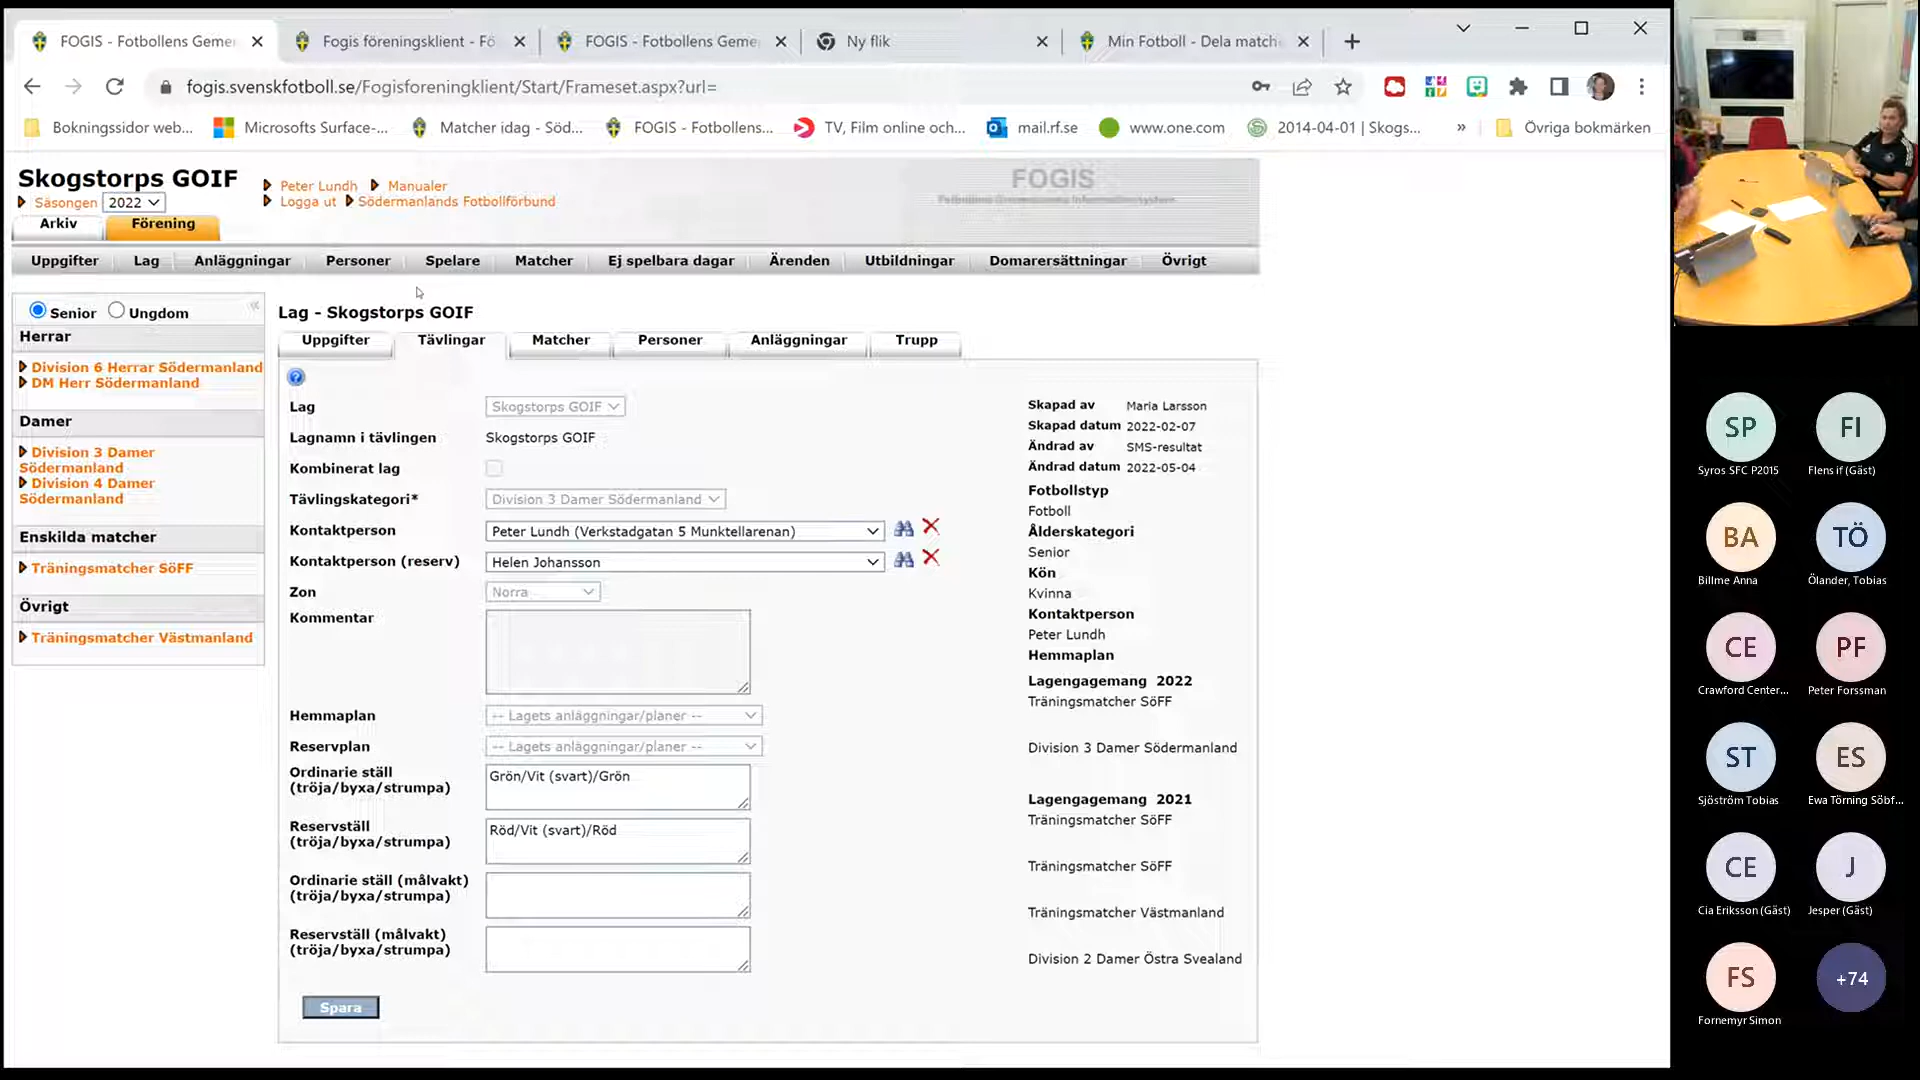 FOGIS - Fotbollens Geme
Fogis föreningsklient - Fö
FOGIS - Fotbollens Geme
Ny flik
Min Fotboll - Dela match
fogis.svenskfotboll.se/Fogisforeningklient/Start/Frameset.aspx?url=
Bokningssidor web...
Microsofts Surface-...
Matcher idag - Söd...
FOGIS - Fotbollens...
TV, Film online och...
mail.rf.se
www.one.com
2014-04-01 | Skogs...
»
Övriga bokmärken
Skogstorps GOIF
Peter Lundh
Manualer
Säsongen 2022
Logga ut
Södermanlands Fotbollförbund
FOGIS
Arkiv
Förening
Uppgifter
Lag
Anläggningar
Personer
Spelare
Matcher
Ej spelbara dagar
Ärenden
Utbildningar
Domarersättningar
Övrigt
Senior
Ungdom
Herrar
Division 6 Herrar Södermanland
DM Herr Södermanland
Damer
Division 3 Damer
Södermanland
Division 4 Damer
Södermanland
Enskilda matcher
Träningsmatcher SöFF
Övrigt
Träningsmatcher Västmanland
Lag - Skogstorps GOIF
Uppgifter
Tävlingar
Matcher
Personer
Anläggningar
Trupp
Lag
Skogstorps GOIF
Lagnamn i tävlingen
Skogstorps GOIF
Kombinerat lag
Tävlingskategori*
Division 3 Damer Södermanland
Kontaktperson
Peter Lundh (Verkstadgatan 5 Munktellarenan)
Kontaktperson (reserv)
Helen Johansson
Zon
Norra
Kommentar
Hemmaplan
-- Lagets anläggningar/planer --
Reservplan
-- Lagets anläggningar/planer --
Ordinarie ställ
(tröja/byxa/strumpa)
Grön/Vit (svart)/Grön
Reservställ
(tröja/byxa/strumpa)
Röd/Vit (svart)/Röd
Ordinarie ställ (målvakt)
(tröja/byxa/strumpa)
Reservställ (målvakt)
(tröja/byxa/strumpa)
Spara
Skapad av Maria Larsson
Skapad datum 2022-02-07
Ändrad av SMS-resultat
Ändrad datum 2022-05-04
Fotbollstyp
Fotboll
Ålderskategori
Senior
Kön
Kvinna
Kontaktperson
Peter Lundh
Hemmaplan
Lagengagemang 2022
Träningsmatcher SöFF
Division 3 Damer Södermanland
Lagengagemang 2021
Träningsmatcher SöFF
Träningsmatcher SöFF
Träningsmatcher Västmanland
Division 2 Damer Östra Svealand
SP
FI
Syros SFC P2015
Flens if (Gäst)
BA
TÖ
Billme Anna
Ölander, Tobias
CE
PF
Crawford Center...
Peter Forssman
ST
ES
Sjöström Tobias
Ewa Törning Söbf...
CE
J
Cia Eriksson (Gäst)
Jesper (Gäst)
FS
+74
Fornemyr Simon